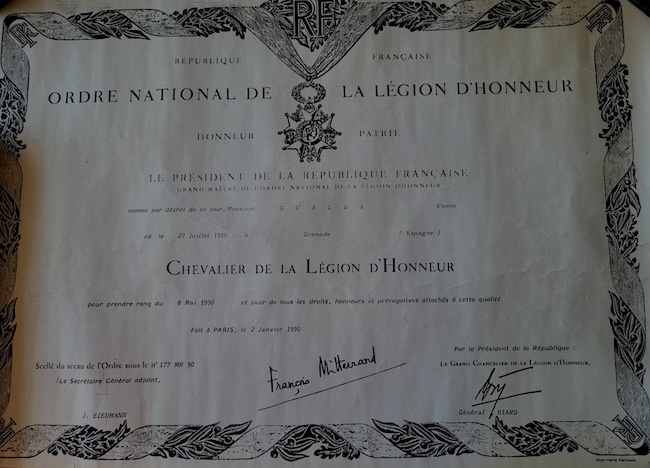 RF
RÉPUBLIQUE FRANÇAISE
ORDRE NATIONAL DE LA LÉGION D'HONNEUR
HONNEUR PATRIE
LE PRÉSIDENT DE LA RÉPUBLIQUE FRANÇAISE
GRAND MAÎTRE DE L'ORDRE NATIONAL DE LA LÉGION D'HONNEUR
nomme par décret de ce jour, Monsieur GUALDA
né le 27 Juillet 1910 - à - Grenade (Espagne)
CHEVALIER DE LA LÉGION D'HONNEUR
pour prendre rang du 8 Mai 1990 et jouir de tous les droits, honneurs et prérogatives attachés à cette qualité.
Fait à PARIS, le 2 Janvier 1990
Par le Président de la République :
Scellé du sceau de l'Ordre sous le n° 177 MR 90
François Mitterrand
LE GRAND CHANCELIER DE LA LÉGION D'HONNEUR,
Le Secrétaire Général adjoint,
J. EIERMANN
Général BIARD